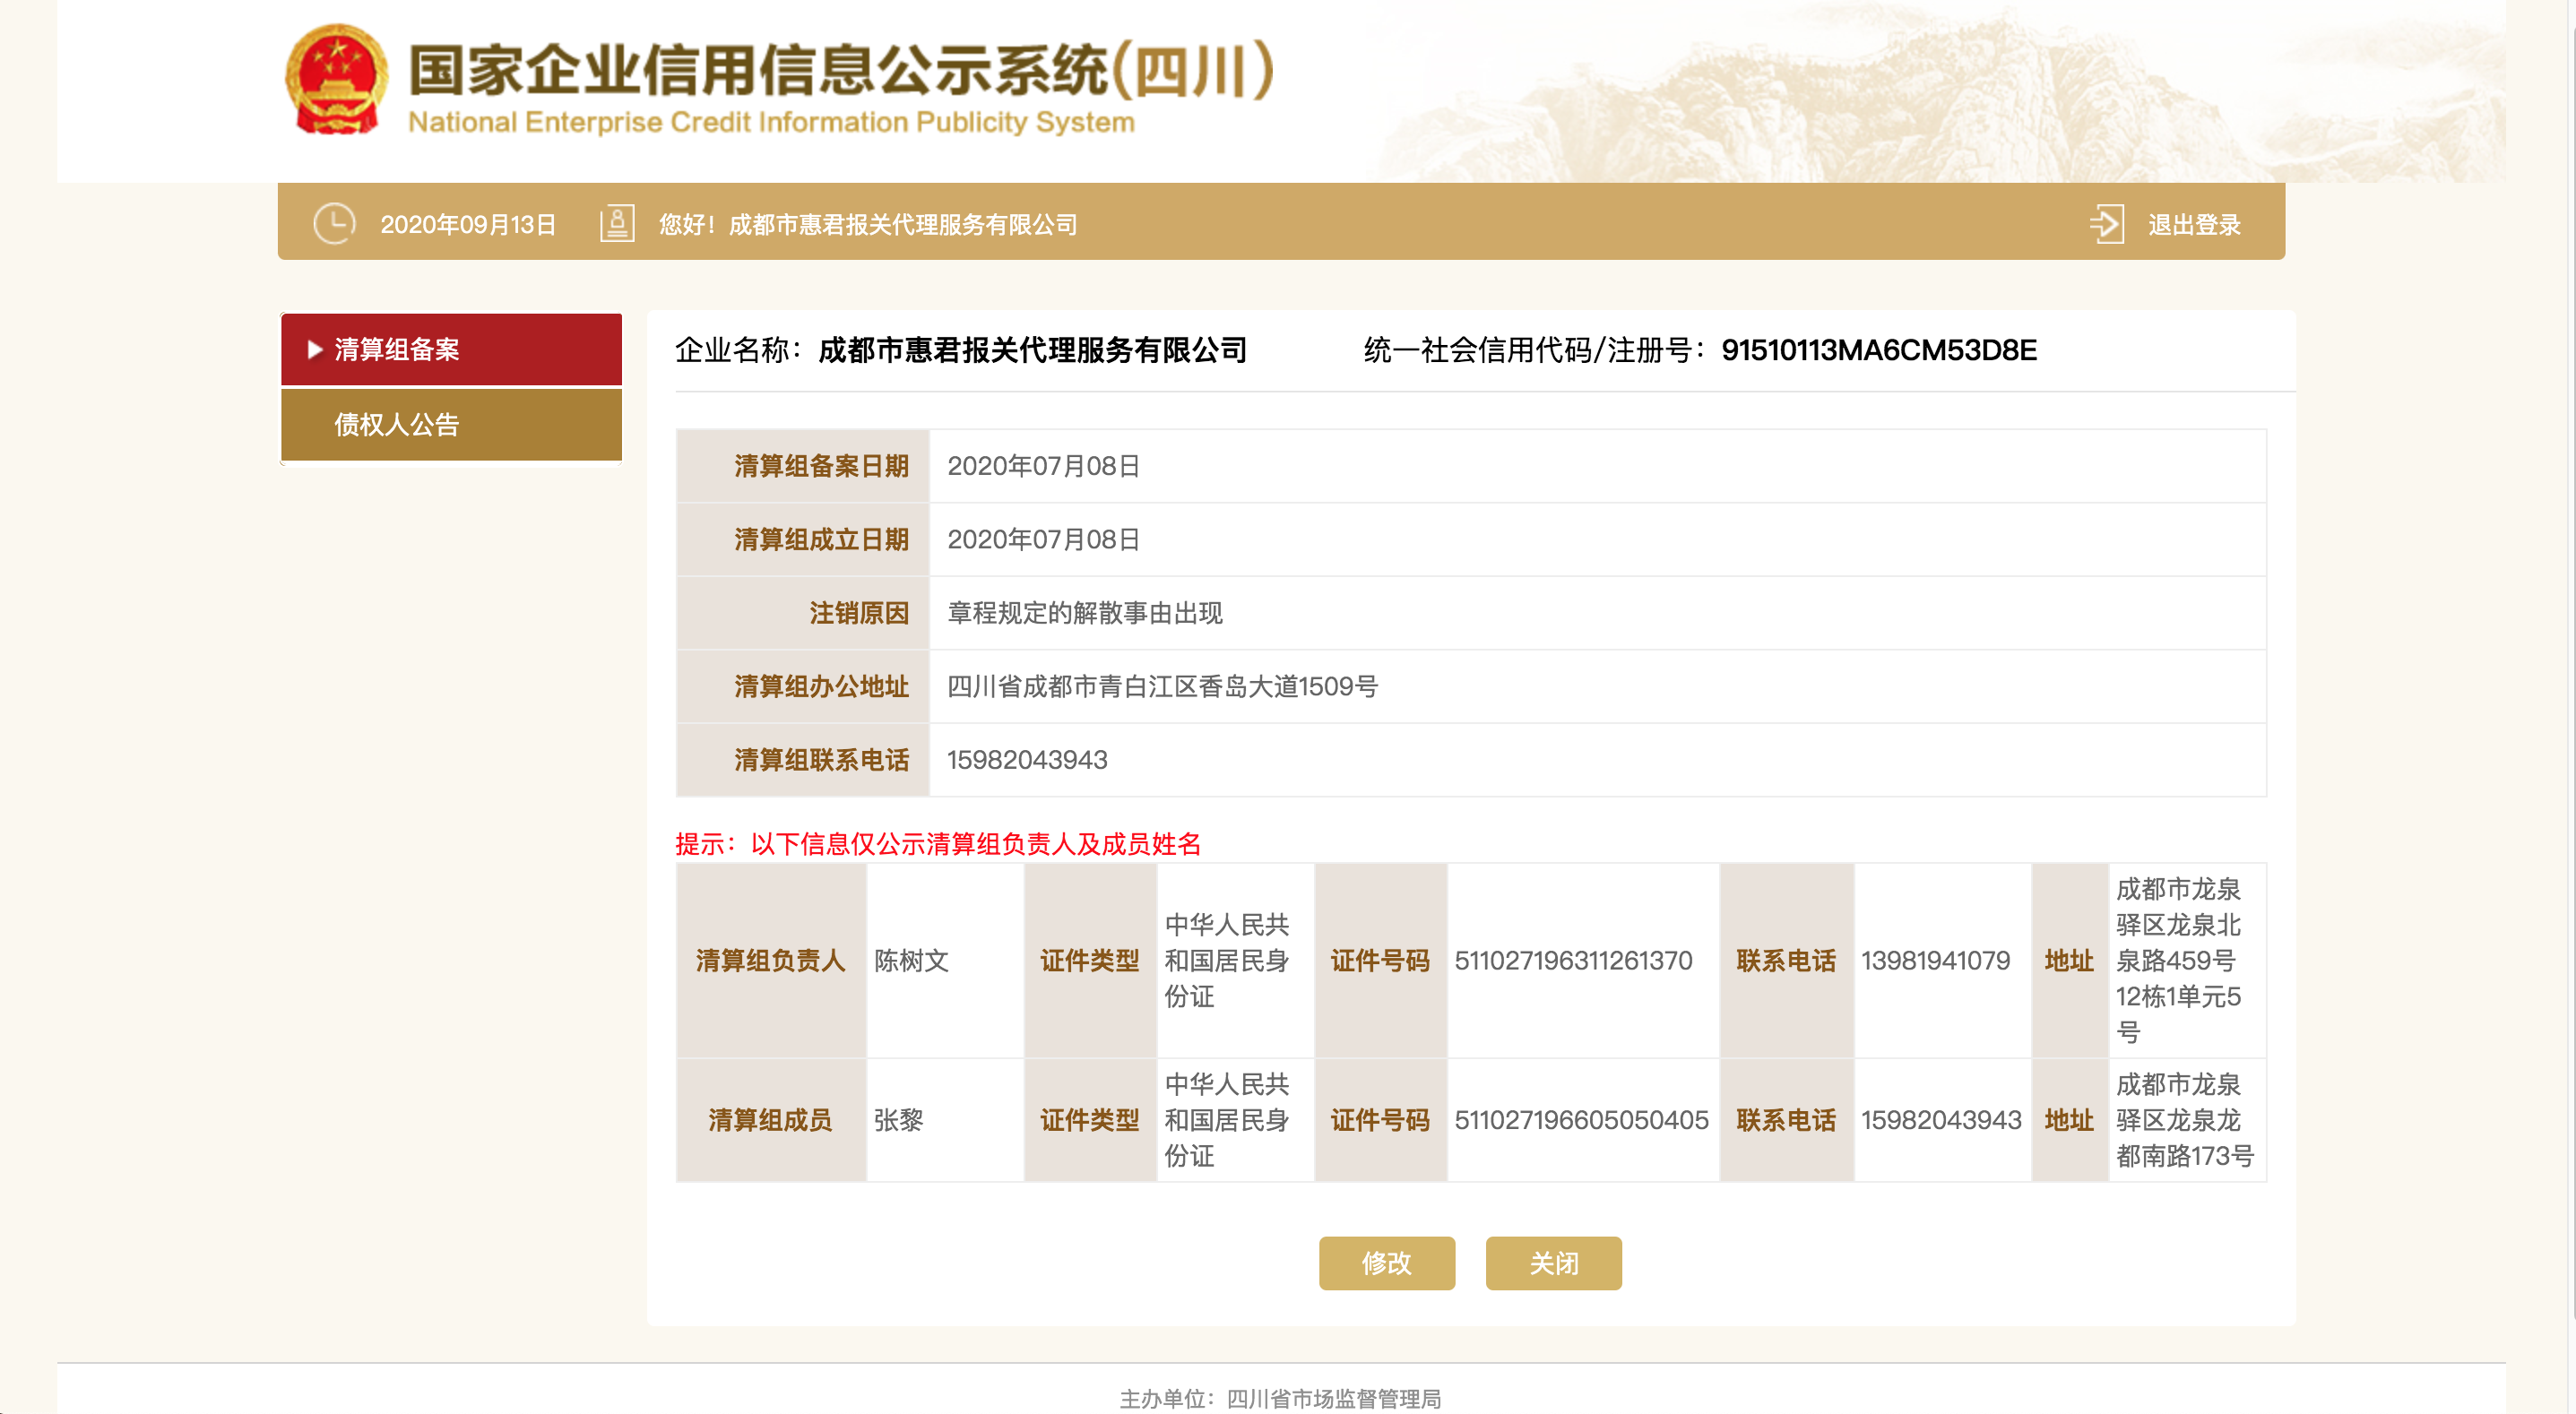 国家企业信用信息公示系统(四川)
National Enterprise Credit Information Publicity System
2020年09月13日 您好！成都市惠君报关代理服务有限公司 退出登录
清算组备案
债权人公告
企业名称：成都市惠君报关代理服务有限公司 统一社会信用代码/注册号：91510113MA6CM53D8E
清算组备案日期 2020年07月08日
清算组成立日期 2020年07月08日
注销原因 章程规定的解散事由出现
清算组办公地址 四川省成都市青白江区香岛大道1509号
清算组联系电话 15982043943
提示：以下信息仅公示清算组负责人及成员姓名
清算组负责人 陈树文 证件类型 中华人民共和国居民身份证 证件号码 511027196311261370 联系电话 13981941079 地址 成都市龙泉驿区龙泉北泉路459号12栋1单元5号
清算组成员 张黎 证件类型 中华人民共和国居民身份证 证件号码 511027196605050405 联系电话 15982043943 地址 成都市龙泉驿区龙泉龙都南路173号
修改 关闭
主办单位：四川省市场监督管理局